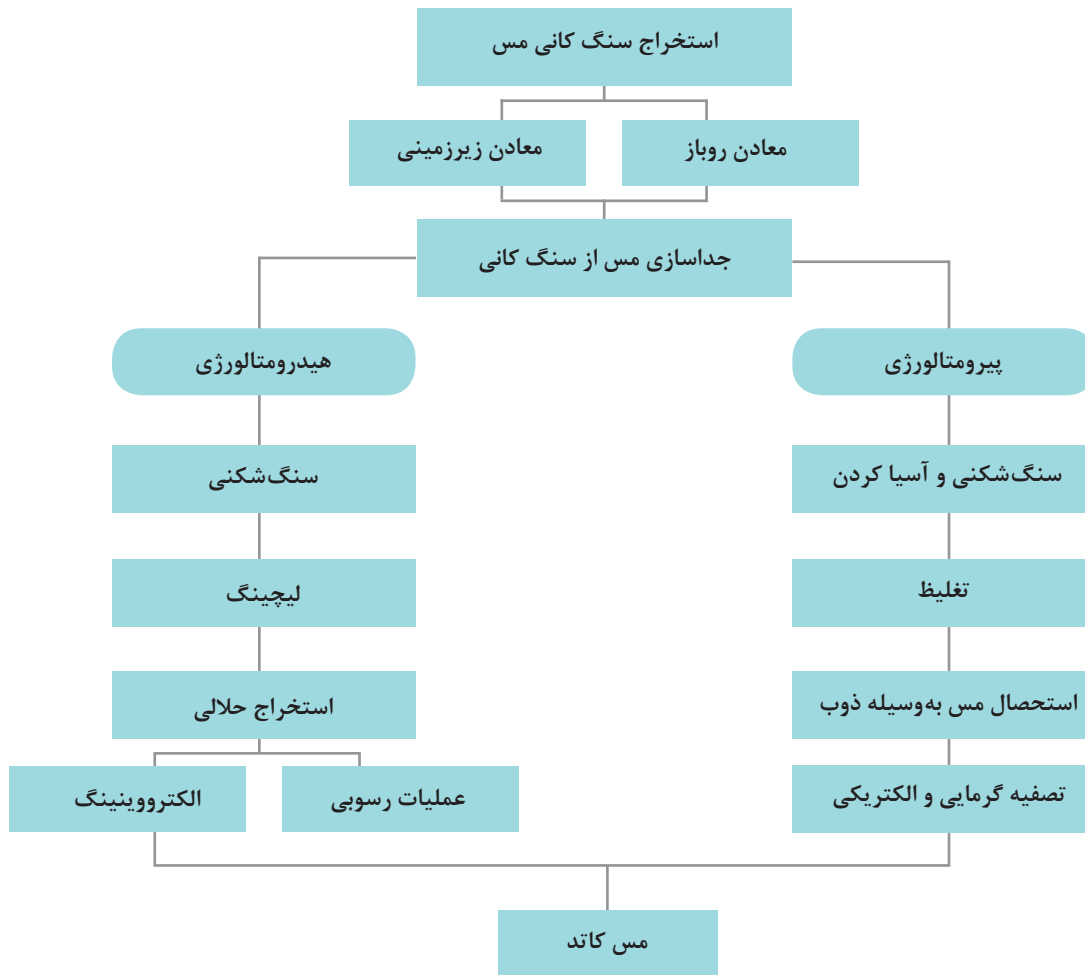 استخراج سنگ کانی مس
معادن روباز
معادن زیرزمینی
جداسازی مس از سنگ کانی
پیرومتالورژی
هیدرومتالورژی
سنگ‌شکنی و آسیا کردن
سنگ‌شکنی
تغلیظ
لیچینگ
استحصال مس به‌وسیله ذوب
استخراج حلالی
تصفیه گرمایی و الکتریکی
عملیات رسوبی
الکترووینینگ
مس کاتد